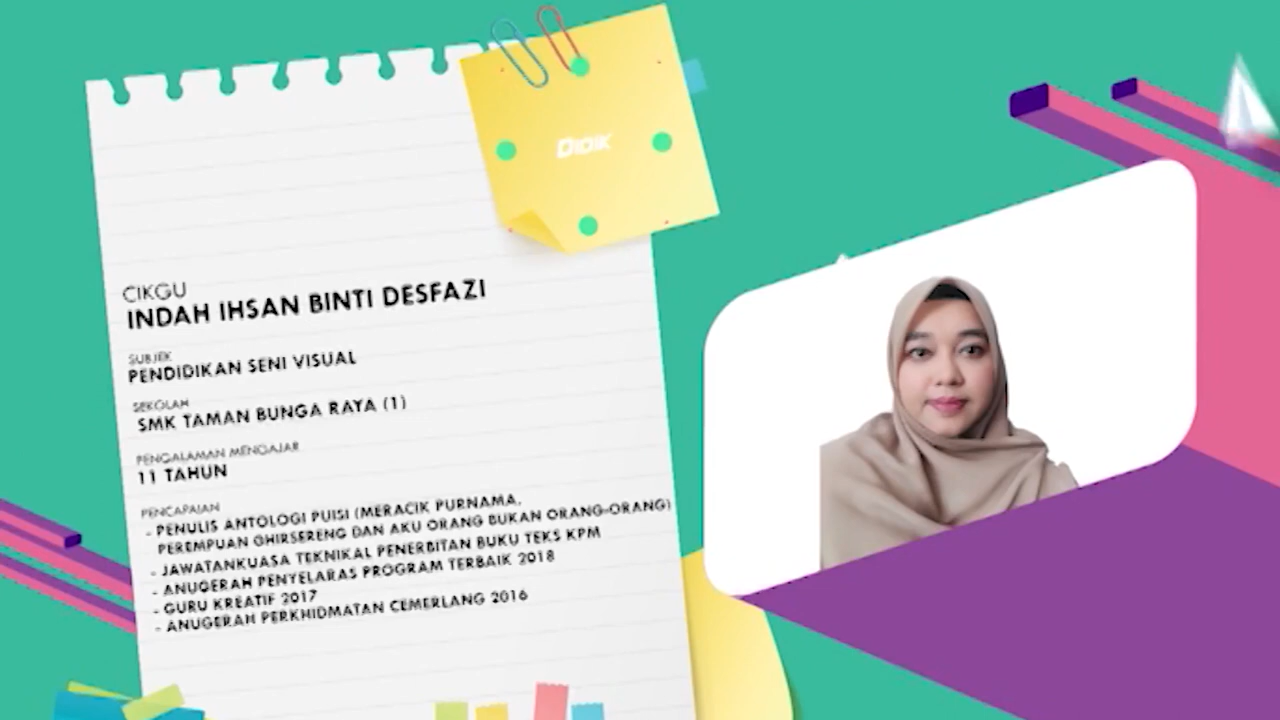 DIDIK
CIKGU
INDAH IHSAN BINTI DESFAZI
SUBJEK
PENDIDIKAN SENI VISUAL
SEKOLAH
SMK TAMAN BUNGA RAYA (1)
PENGALAMAN MENGAJAR
11 TAHUN
PENCAPAIAN
- PENULIS ANTOLOGI PUISI (MERACIK PURNAMA,
PEREMPUAN GHIRSERENG DAN AKU ORANG BUKAN ORANG-ORANG)
- JAWATANKUASA TEKNIKAL PENERBITAN BUKU TEKS KPM
- ANUGERAH PENYELARAS PROGRAM TERBAIK 2018
- GURU KREATIF 2017
- ANUGERAH PERKHIDMATAN CEMERLANG 2016